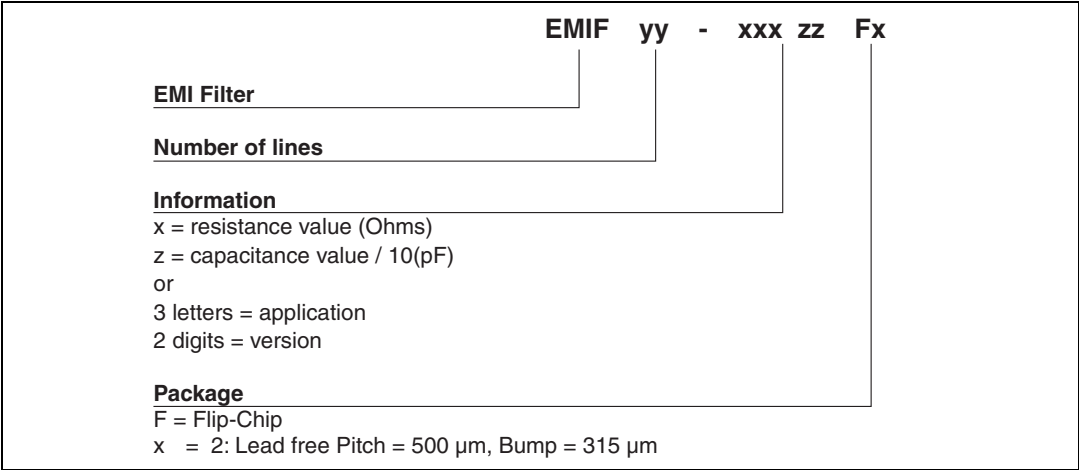 EMIF yy - xxx zz Fx
EMI Filter
Number of lines
Information
x = resistance value (Ohms)
z = capacitance value / 10(pF)
or
3 letters = application
2 digits = version
Package
F = Flip-Chip
x = 2: Lead free Pitch = 500 µm, Bump = 315 µm